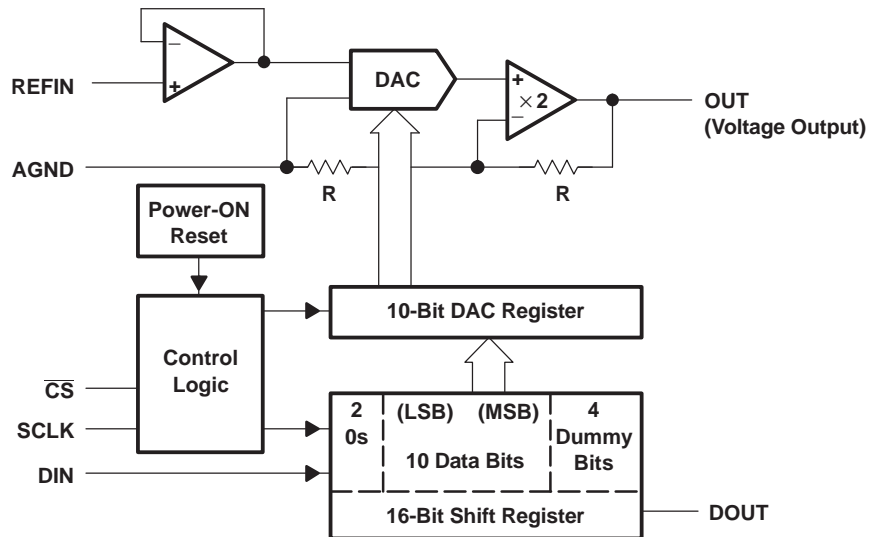 REFIN
−
+
DAC
+
× 2
−
OUT
(Voltage Output)
AGND
R
R
Power-ON
Reset
10-Bit DAC Register
Control
Logic
CS
SCLK
DIN
2
0s
(LSB) (MSB)
10 Data Bits
4
Dummy
Bits
16-Bit Shift Register
DOUT